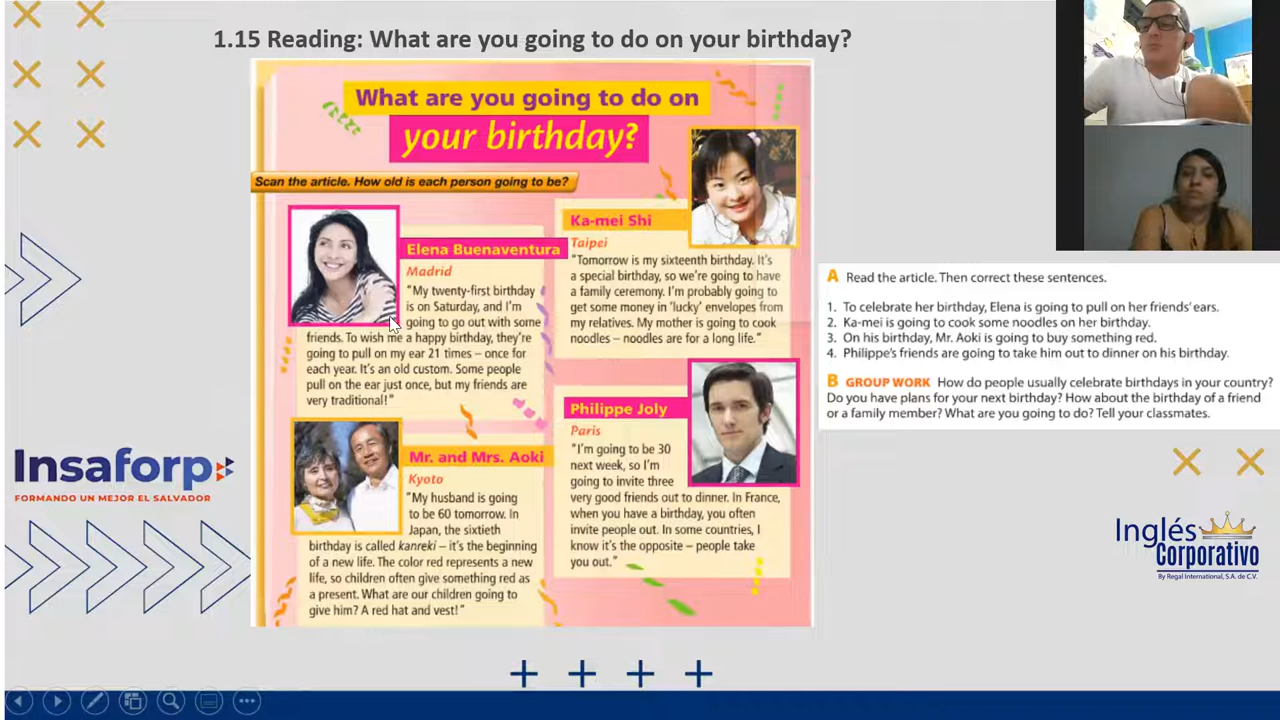 1.15 Reading: What are you going to do on your birthday?
What are you going to do on
your birthday?
Scan the article. How old is each person going to be?
Elena Buenaventura
Madrid
"My twenty-first birthday
is on Saturday, and I'm
going to go out with some
friends. To wish me a happy birthday, they're
going to pull on my ear 21 times – once for
each year. It's an old custom. Some people
pull on the ear just once, but my friends are
very traditional!"
Mr. and Mrs. Aoki
Kyoto
"My husband is going
to be 60 tomorrow. In
Japan, the sixtieth
birthday is called kanreki – it's the beginning
of a new life. The color red represents a new
life, so children often give something red as
a present. What are our children going to
give him? A red hat and vest!"
Ka-mei Shi
Taipei
"Tomorrow is my sixteenth birthday. It's
a special birthday, so we're going to have
a family ceremony. I'm probably going to
get some money in 'lucky' envelopes from
my relatives. My mother is going to cook
noodles – noodles are for a long life."
Philippe Joly
Paris
"I'm going to be 30
next week, so I'm
going to invite three
very good friends out to dinner. In France,
when you have a birthday, you often
invite people out. In some countries, I
know it's the opposite – people take
you out."
A Read the article. Then correct these sentences.
1. To celebrate her birthday, Elena is going to pull on her friends' ears.
2. Ka-mei is going to cook some noodles on her birthday.
3. On his birthday, Mr. Aoki is going to buy something red.
4. Philippe's friends are going to take him out to dinner on his birthday.
B GROUP WORK How do people usually celebrate birthdays in your country?
Do you have plans for your next birthday? How about the birthday of a friend
or a family member? What are you going to do? Tell your classmates.
Insaforp
FORMANDO UN MEJOR EL SALVADOR
Inglés
Corporativo
By Regal International, S.A. de C.V.